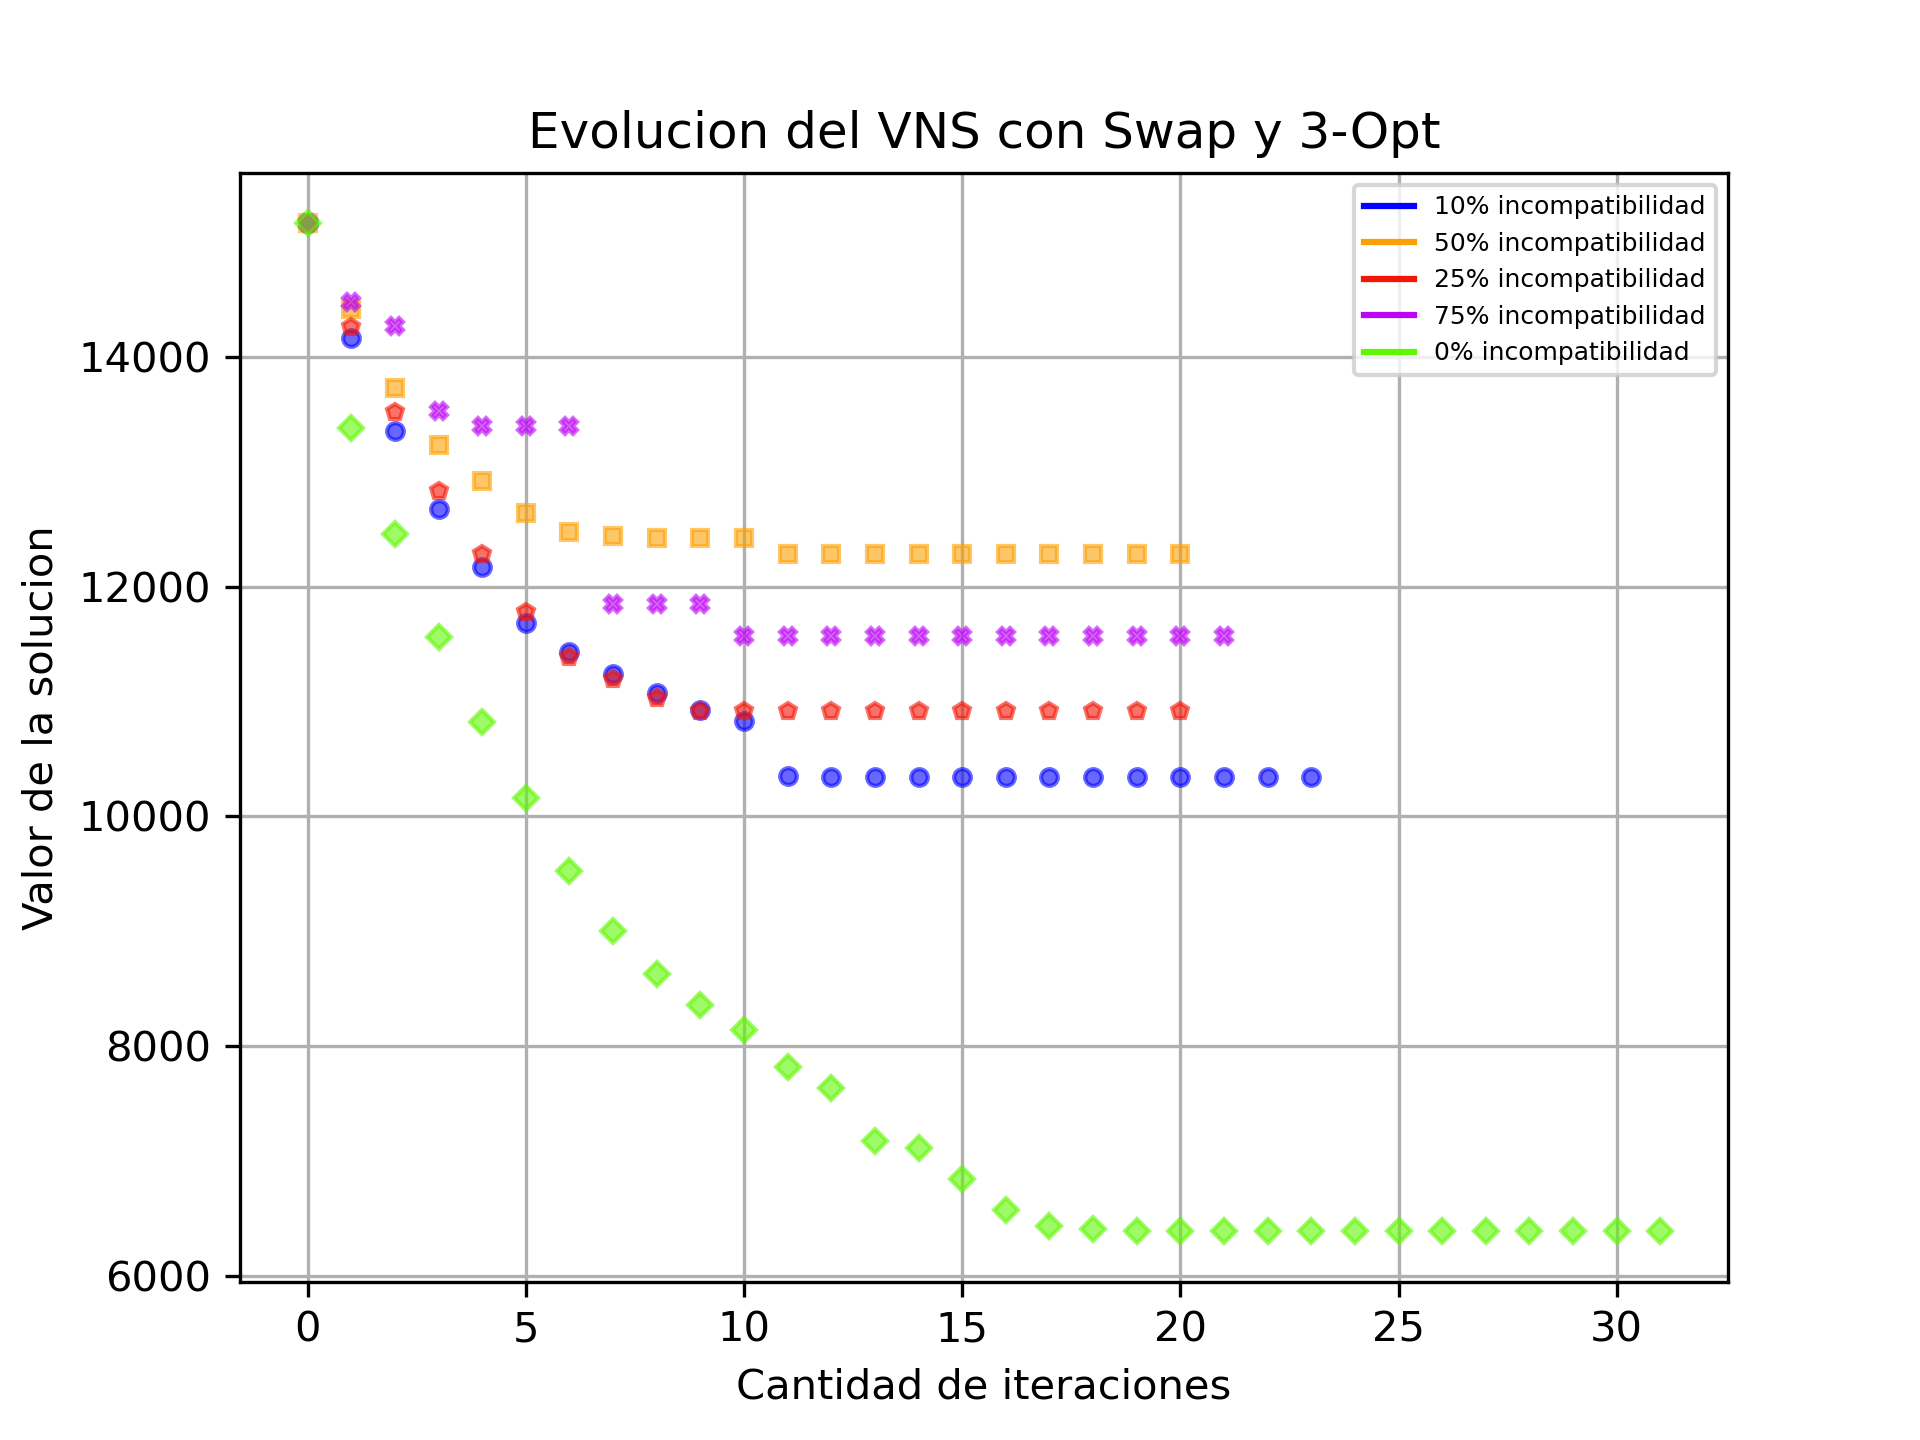 Evolucion del VNS con Swap y 3-Opt
10% incompatibilidad
50% incompatibilidad
25% incompatibilidad
75% incompatibilidad
0% incompatibilidad
Valor de la solucion
14000
12000
10000
8000
6000
0 5 10 15 20 25 30
Cantidad de iteraciones